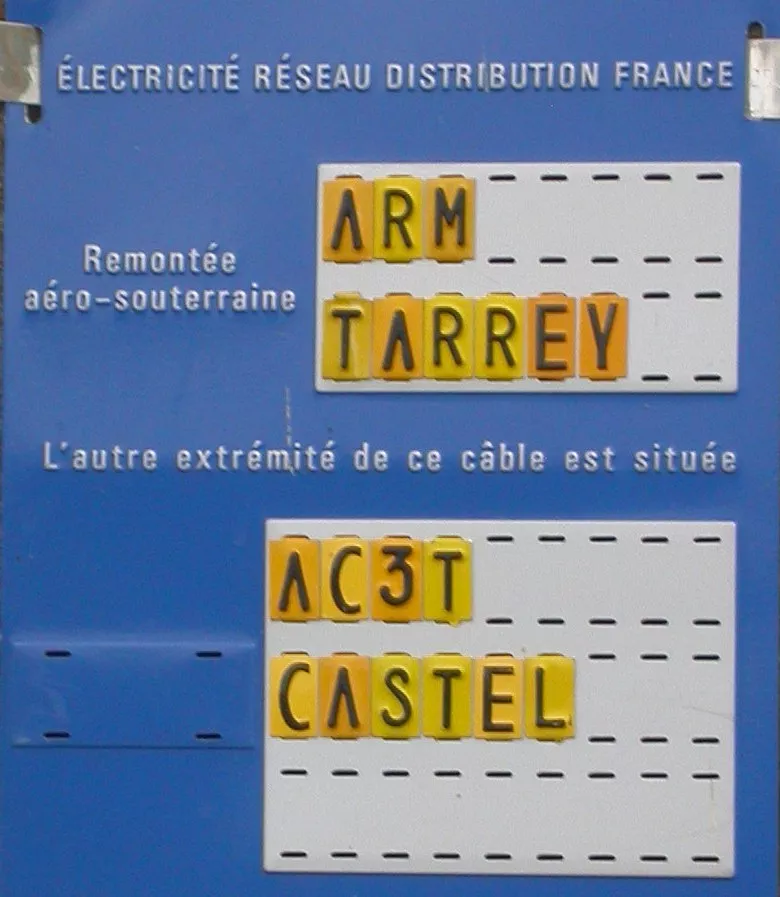 ÉLECTRICITÉ RÉSEAU DISTRIBUTION FRANCE
Remontée
aéro-souterraine
ARM
TARREY
L'autre extrémité de ce câble est située
AC3T
CASTEL